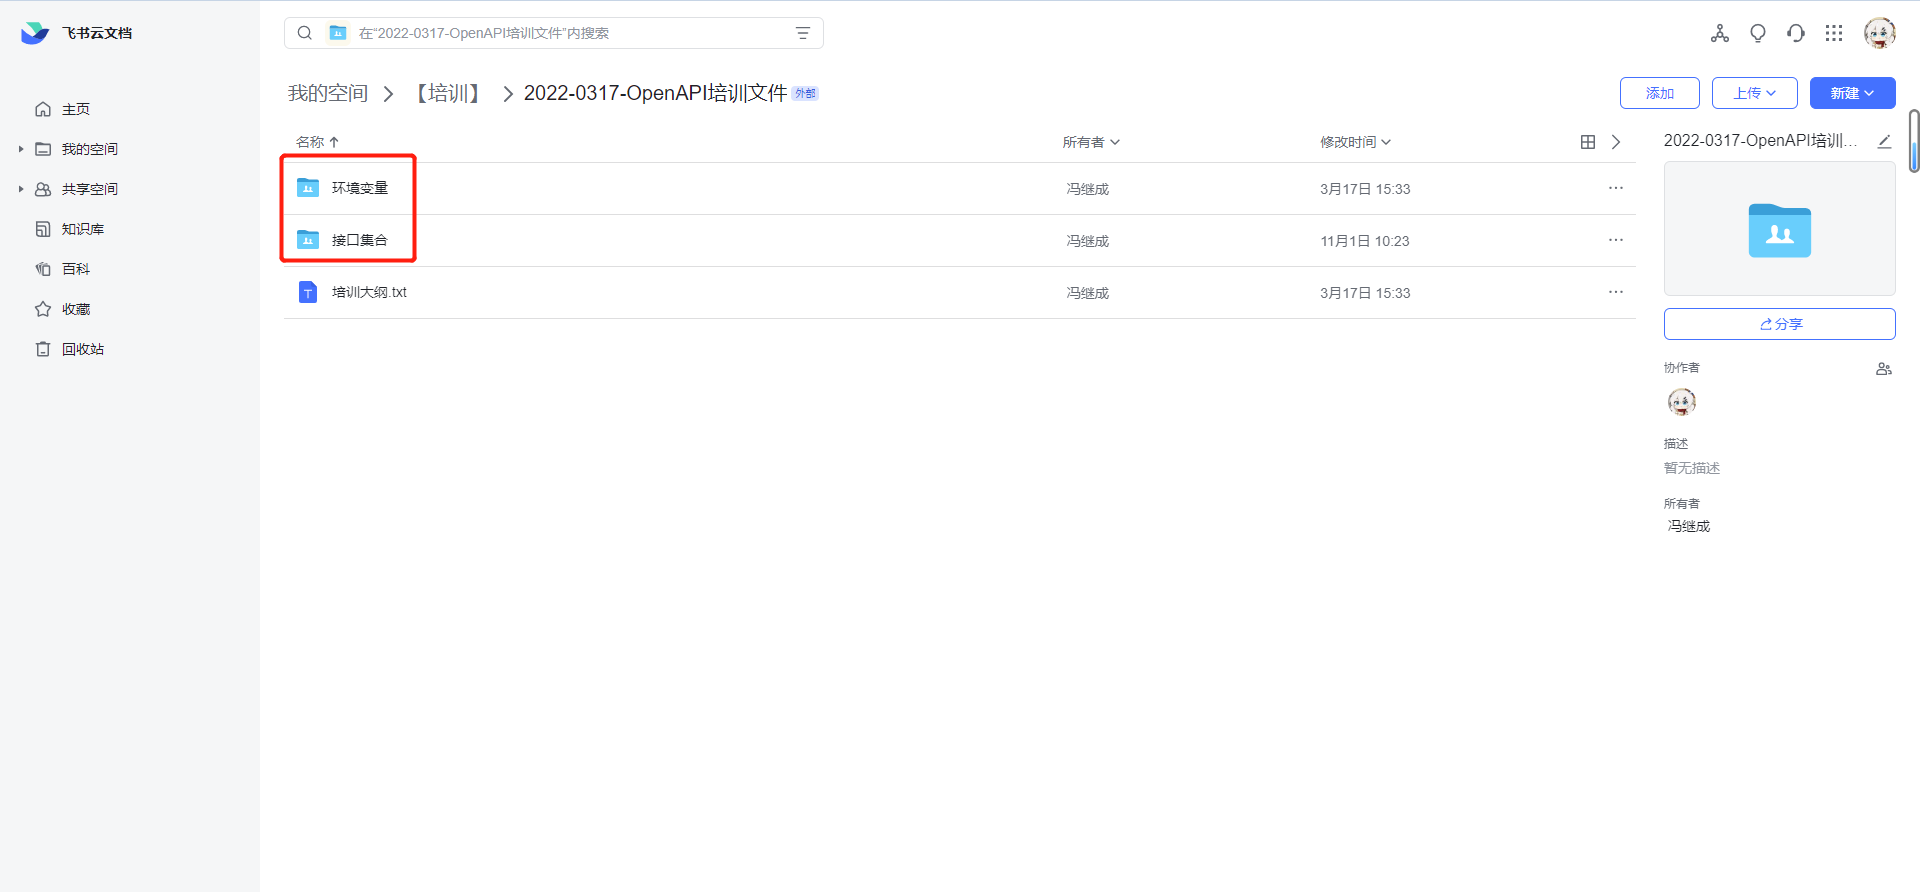 飞书云文档
在“2022-0317-OpenAPI培训文件”内搜索
主页
我的空间
共享空间
知识库
百科
收藏
回收站
我的空间 【培训】 2022-0317-OpenAPI培训文件 外部
添加 上传 新建
名称 所有者 修改时间
环境变量 冯继成 3月17日 15:33
接口集合 冯继成 11月1日 10:23
培训大纲.txt 冯继成 3月17日 15:33
2022-0317-OpenAPI培训...
分享
协作者
描述
暂无描述
所有者
冯继成